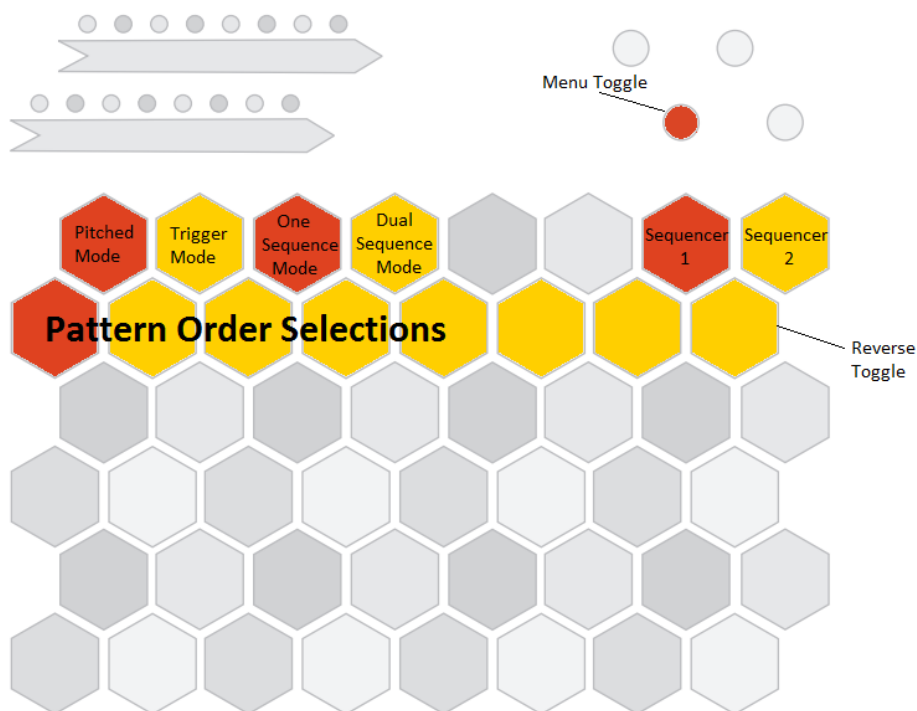 Menu Toggle
Pitched
Mode
Trigger
Mode
One
Sequence
Mode
Dual
Sequence
Mode
Sequencer
1
Sequencer
2
Pattern Order Selections
Reverse
Toggle